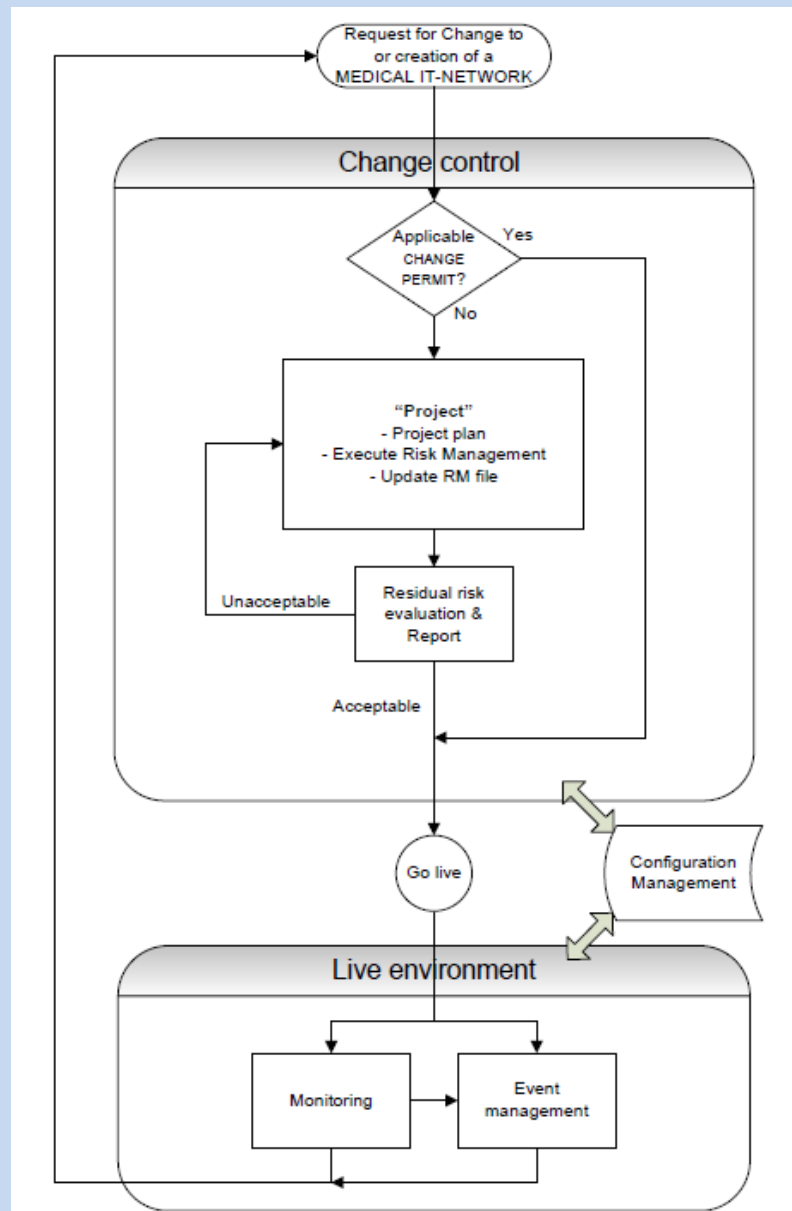 Request for Change to
or creation of a
MEDICAL IT-NETWORK
Change control
Applicable
CHANGE
PERMIT?
Yes
No
“Project”
- Project plan
- Execute Risk Management
- Update RM file
Unacceptable
Residual risk
evaluation &
Report
Acceptable
Go live
Configuration
Management
Live environment
Monitoring
Event
management